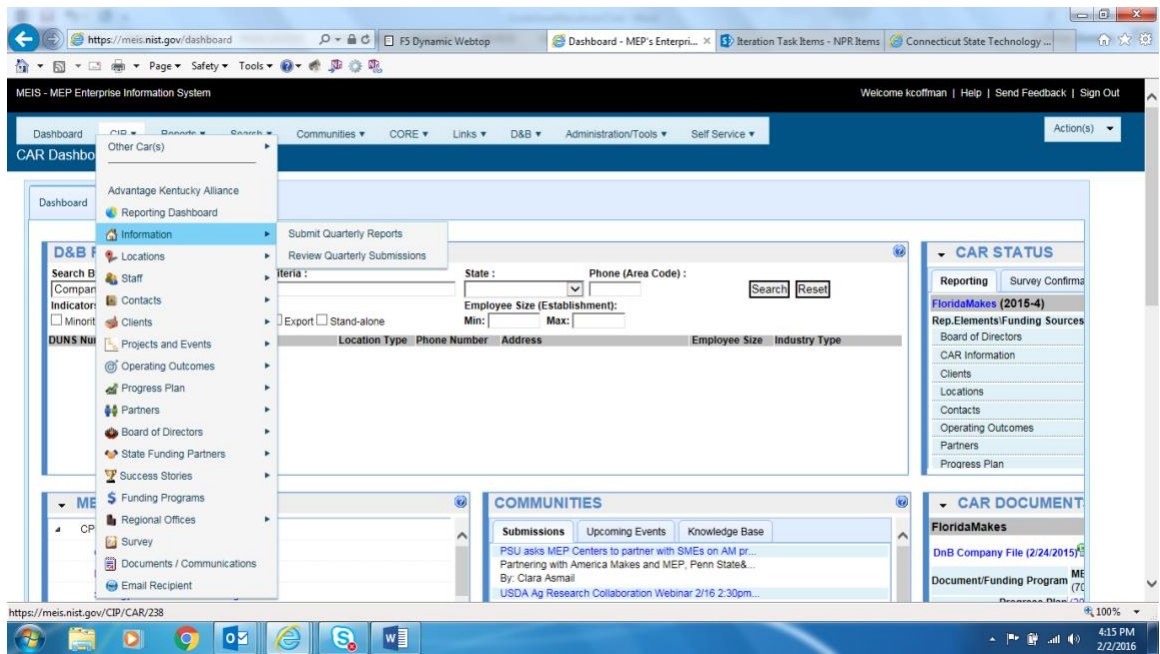 https://meis.nist.gov/dashboard
F5 Dynamic Webtop
Dashboard - MEP's Enterpri...
Iteration Task Items - NPR Items
Connecticut State Technology ...
Page Safety Tools
MEIS - MEP Enterprise Information System
Welcome kcoffman | Help | Send Feedback | Sign Out
Dashboard CIP Reports Search Communities CORE Links D&B Administration/Tools Self Service
Action(s)
CAR Dashbo
Other Car(s)
Advantage Kentucky Alliance
Reporting Dashboard
Information
Locations
Staff
Contacts
Clients
Projects and Events
Operating Outcomes
Progress Plan
Partners
Board of Directors
State Funding Partners
Success Stories
Funding Programs
Regional Offices
Survey
Documents / Communications
Email Recipient
Submit Quarterly Reports
Review Quarterly Submissions
Dashboard
D&B
Search B
iteria :
State :
Phone (Area Code) :
Compan
Search Reset
Indicator
Employee Size (Establishment):
Minorit
Export Stand-alone
Min: Max:
DUNS Nu
Location Type Phone Number Address Employee Size Industry Type
CAR STATUS
Reporting Survey Confirma
FloridaMakes (2015-4)
Rep.Elements\Funding Sources
Board of Directors
CAR Information
Clients
Locations
Contacts
Operating Outcomes
Partners
Progress Plan
ME
CP
COMMUNITIES
Submissions Upcoming Events Knowledge Base
PSU asks MEP Centers to partner with SMEs on AM pr...
Partnering with America Makes and MEP, Penn State&...
By: Clara Asmail
USDA Ag Research Collaboration Webinar 2/16 2:30pm...
CAR DOCUMENT
FloridaMakes
DnB Company File (2/24/2015)
Document/Funding Program ME
(70
Progress Plan (20
https://meis.nist.gov/CIP/CAR/238
100%
4:15 PM
2/2/2016